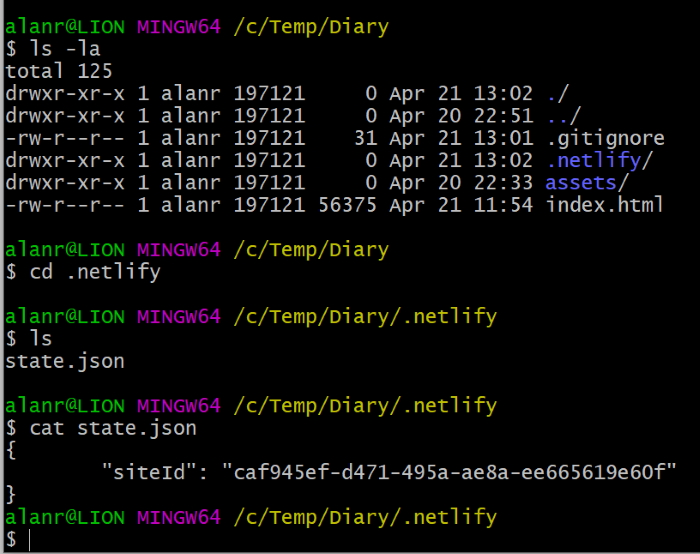 alanr@LION MINGW64 /c/Temp/Diary
$ ls -la
total 125
drwxr-xr-x 1 alanr 197121     0 Apr 21 13:02 ./
drwxr-xr-x 1 alanr 197121     0 Apr 20 22:51 ../
-rw-r--r-- 1 alanr 197121    31 Apr 21 13:01 .gitignore
drwxr-xr-x 1 alanr 197121     0 Apr 21 13:02 .netlify/
drwxr-xr-x 1 alanr 197121     0 Apr 20 22:33 assets/
-rw-r--r-- 1 alanr 197121 56375 Apr 21 11:54 index.html
alanr@LION MINGW64 /c/Temp/Diary
$ cd .netlify
alanr@LION MINGW64 /c/Temp/Diary/.netlify
$ ls
state.json
alanr@LION MINGW64 /c/Temp/Diary/.netlify
$ cat state.json
{
        "siteId": "caf945ef-d471-495a-ae8a-ee665619e60f"
}
alanr@LION MINGW64 /c/Temp/Diary/.netlify
$